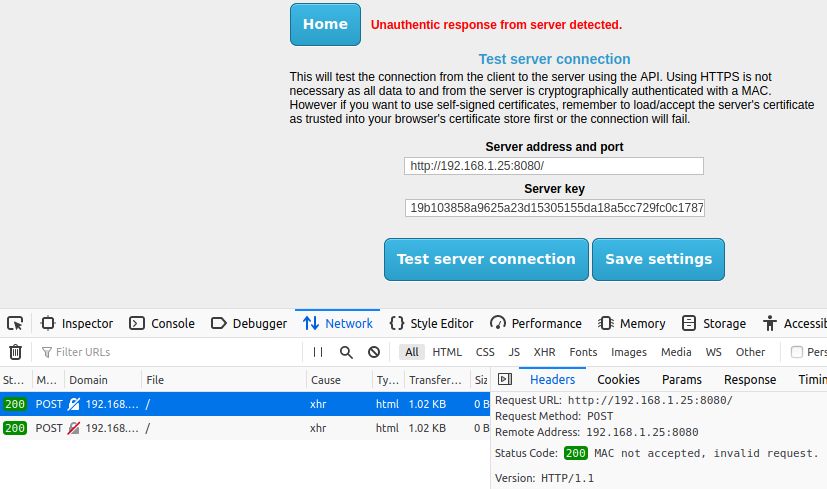 Home Unauthentic response from server detected.
Test server connection
This will test the connection from the client to the server using the API. Using HTTPS is not
necessary as all data to and from the server is cryptographically authenticated with a MAC.
However if you want to use self-signed certificates, remember to load/accept the server's certificate
as trusted into your browser's certificate store first or the connection will fail.
Server address and port
http://192.168.1.25:8080/
Server key
19b103858a9625a23d15305155da18a5cc729fc0c1787
Test server connection Save settings
Inspector Console Debugger Network Style Editor Performance Memory Storage Accessib
Filter URLs All HTML CSS JS XHR Fonts Images Media WS Other Pers
St... M... Domain File Cause Ty... Transfer... Siz Headers Cookies Params Response Timin
200 POST 192.168.... / xhr html 1.02 KB 0 B
200 POST 192.168.... / xhr html 1.02 KB 0 B
Request URL: http://192.168.1.25:8080/
Request Method: POST
Remote Address: 192.168.1.25:8080
Status Code: 200 MAC not accepted, invalid request.
Version: HTTP/1.1